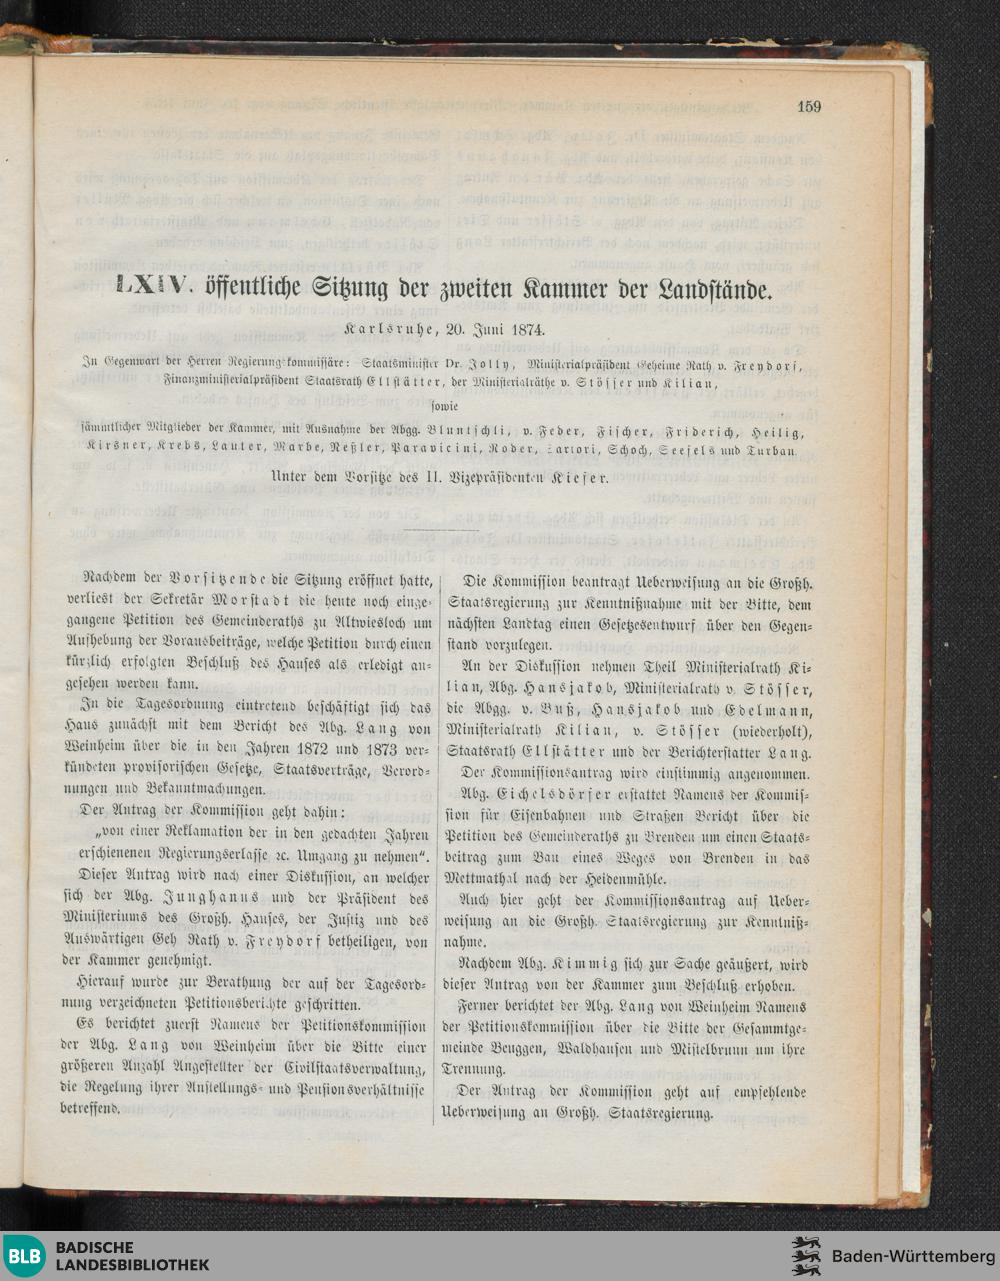 159
LXIV. öffentliche Sitzung der zweiten Kammer der Landstände.
Karlsruhe, 20. Juni 1874.
In Gegenwart der Herren Regierungskommissäre: Staatsminister Dr. Jolly, Ministerialpräsident Geheime Rath v. Freydorf,
Finanzministerialpräsident Staatsrath Ellstätter, der Ministerialräthe v. Stösser und Kilian,
sowie
sämmtlicher Mitglieder der Kammer, mit Ausnahme der Abgg. Bluntschli, v. Feder, Fischer, Friderich, Heilig,
Kirsner, Krebs, Lauter, Marbe, Neßler, Paravicini, Roder, Sartori, Schoch, Seefels und Turban.
Unter dem Vorsitze des II. Vizepräsidenten Kiefer.
Nachdem der Vorsitzende die Sitzung eröffnet hatte,
verliest der Sekretär Morstadt die heute noch einge-
gangene Petition des Gemeinderaths zu Altwiesloch um
Aufhebung der Vorausbeiträge, welche Petition durch einen
kürzlich erfolgten Beschluß des Hauses als erledigt an-
gesehen werden kann.
In die Tagesordnung eintretend beschäftigt sich das
Haus zunächst mit dem Bericht des Abg. Lang von
Weinheim über die in den Jahren 1872 und 1873 ver-
kündeten provisorischen Gesetze, Staatsverträge, Verord-
nungen und Bekanntmachungen.
Der Antrag der Kommission geht dahin:
„von einer Reklamation der in den gedachten Jahren
erschienenen Regierungserlasse ꝛc. Umgang zu nehmen“.
Dieser Antrag wird nach einer Diskussion, an welcher
sich der Abg. Junghanns und der Präsident des
Ministeriums des Großh. Hauses, der Justiz und des
Auswärtigen Geh Rath v. Freydorf betheiligen, von
der Kammer genehmigt.
Hierauf wurde zur Berathung der auf der Tagesord-
nung verzeichneten Petitionsberichte geschritten.
Es berichtet zuerst Namens der Petitionskommission
der Abg. Lang von Weinheim über die Bitte einer
größeren Anzahl Angestellter der Civilstaatsverwaltung,
die Regelung ihrer Anstellungs- und Pensionsverhältnisse
betreffend.
Die Kommission beantragt Ueberweisung an die Großh.
Staatsregierung zur Kenntnißnahme mit der Bitte, dem
nächsten Landtag einen Gesetzesentwurf über den Gegen-
stand vorzulegen.
An der Diskussion nehmen Theil Ministerialrath Ki-
lian, Abg. Hansjakob, Ministerialrath v. Stösser,
die Abgg. v. Buß, Hansjakob und Edelmann,
Ministerialrath Kilian, v. Stösser (wiederholt),
Staatsrath Ellstätter und der Berichterstatter Lang.
Der Kommissionsantrag wird einstimmig angenommen.
Abg. Eichelsdörfer erstattet Namens der Kommis-
sion für Eisenbahnen und Straßen Bericht über die
Petition des Gemeinderaths zu Brenden um einen Staats-
beitrag zum Bau eines Weges von Brenden in das
Mettmathal nach der Heidenmühle.
Auch hier geht der Kommissionsantrag auf Ueber-
weisung an die Großh. Staatsregierung zur Kenntniß-
nahme.
Nachdem Abg. Kimmig sich zur Sache geäußert, wird
dieser Antrag von der Kammer zum Beschluß erhoben.
Ferner berichtet der Abg. Lang von Weinheim Namens
der Petitionskommission über die Bitte der Gesammtge-
meinde Beuggen, Waldhausen und Mistelbrunn um ihre
Trennung.
Der Antrag der Kommission geht auf empfehlende
Ueberweisung an Großh. Staatsregierung.
BLB
BADISCHE
LANDESBIBLIOTHEK
Baden-Württemberg